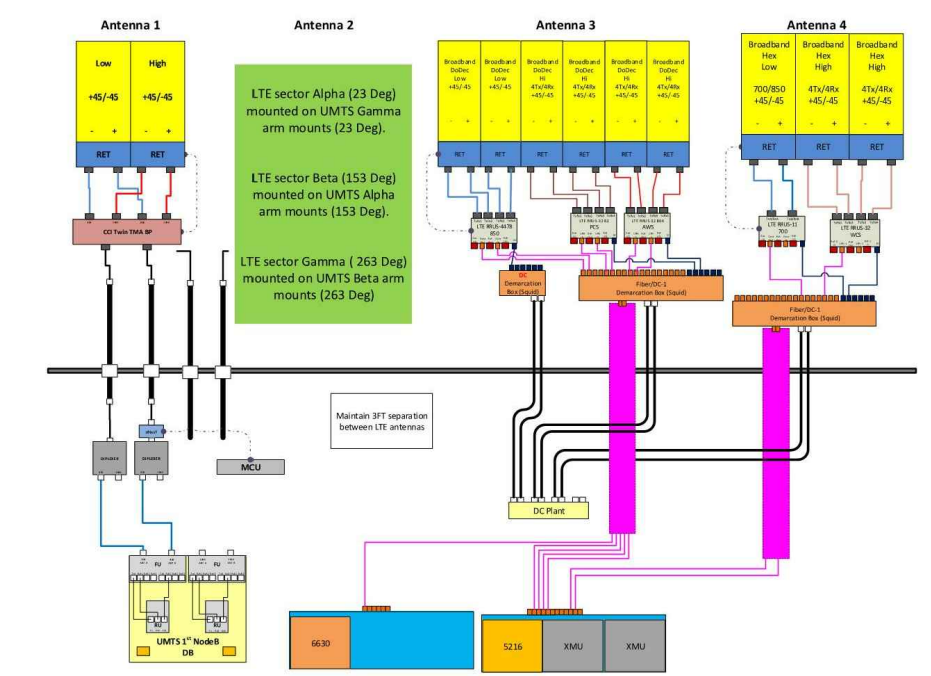 Antenna 1
Antenna 2
Antenna 3
Antenna 4
Low
High
+45/-45
+45/-45
- +
- +
RET
RET
CCI Twin TMA BP
LTE sector Alpha (23 Deg)
mounted on UMTS Gamma
arm mounts (23 Deg).
LTE sector Beta (153 Deg)
mounted on UMTS Alpha
arm mounts (153 Deg).
LTE sector Gamma ( 263 Deg)
mounted on UMTS Beta arm
mounts (263 Deg)
Broadband
DoDec
Low
+45/-45
Broadband
DoDec
Low
+45/-45
Broadband
DoDec
Hi
4Tx/4Rx
+45/-45
Broadband
DoDec
Hi
4Tx/4Rx
+45/-45
Broadband
DoDec
Hi
4Tx/4Rx
+45/-45
Broadband
DoDec
Hi
4Tx/4Rx
+45/-45
- +
- +
- +
- +
- +
- +
RET
RET
RET
RET
RET
RET
LTE RRUS-4478
850
PCS
AWS
DC
Demarcation
Box (Squid)
Fiber/DC-1
Demarcation Box (Squid)
Broadband
Hex
Low
700/850
+45/-45
Broadband
Hex
High
4Tx/4Rx
+45/-45
Broadband
Hex
High
4Tx/4Rx
+45/-45
- +
- +
- +
RET
RET
RET
LTE RRUS-11
700
LTE RRUS-32
WCS
Fiber/DC-1
Demarcation Box (Squid)
Maintain 3FT separation
between LTE antennas
DIPLEXER
DIPLEXER
MCU
DC Plant
FU
FU
RU
RU
UMTS 1st NodeB
DB
6630
5216
XMU
XMU